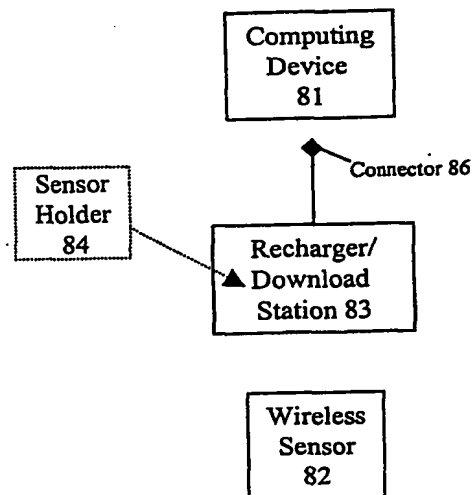 Computing
Device
81
Connector 86
Sensor
Holder
84
Recharger/
Download
Station 83
Wireless
Sensor
82